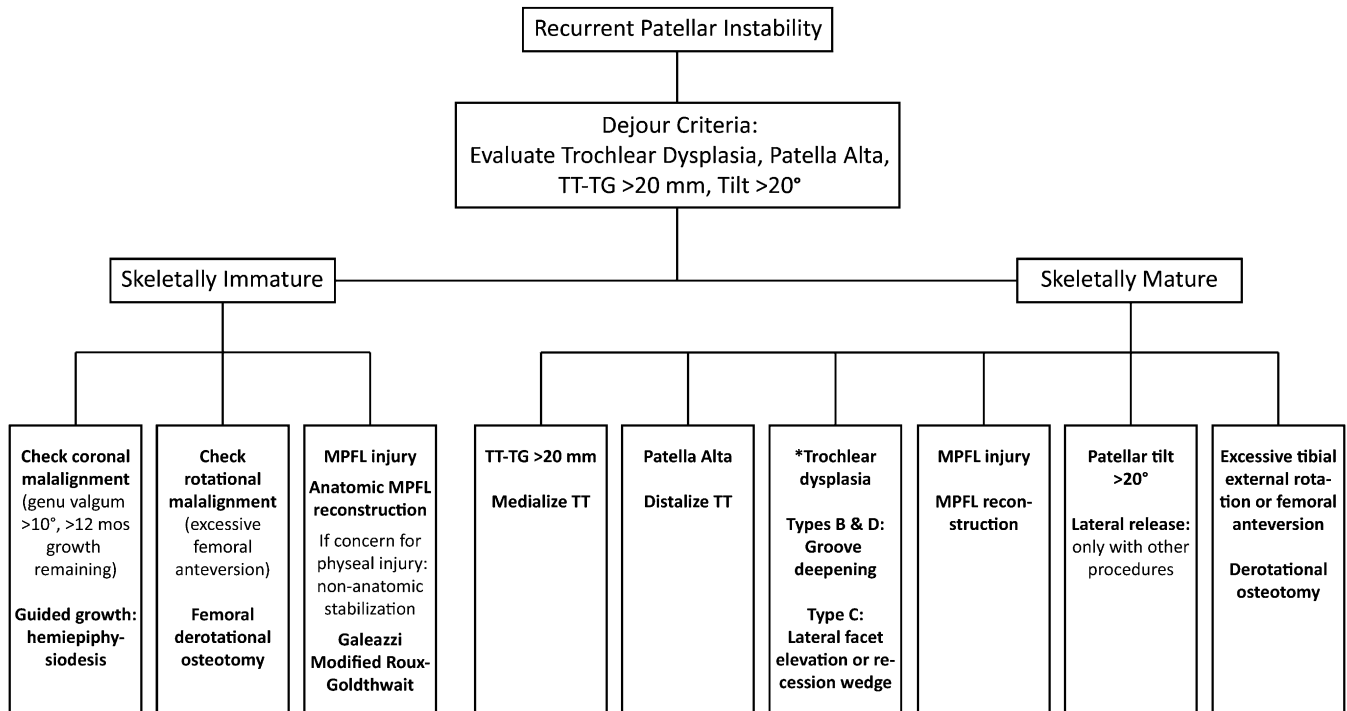 Recurrent Patellar Instability
Dejour Criteria:
Evaluate Trochlear Dysplasia, Patella Alta,
TT-TG >20 mm, Tilt >20°
Skeletally Immature
Skeletally Mature
Check coronal
malalignment
(genu valgum
>10°, >12 mos
growth
remaining)
Guided growth:
hemiepiphy-
siodesis
Check
rotational
malalignment
(excessive
femoral
anteversion)
Femoral
derotational
osteotomy
MPFL injury
Anatomic MPFL
reconstruction
If concern for
physeal injury:
non-anatomic
stabilization
Galeazzi
Modified Roux-
Goldthwait
TT-TG >20 mm
Medialize TT
Patella Alta
Distalize TT
*Trochlear
dysplasia
Types B & D:
Groove
deepening
Type C:
Lateral facet
elevation or re-
cession wedge
MPFL injury
MPFL recon-
struction
Patellar tilt
>20°
Lateral release:
only with other
procedures
Excessive tibial
external rota-
tion or femoral
anteversion
Derotational
osteotomy